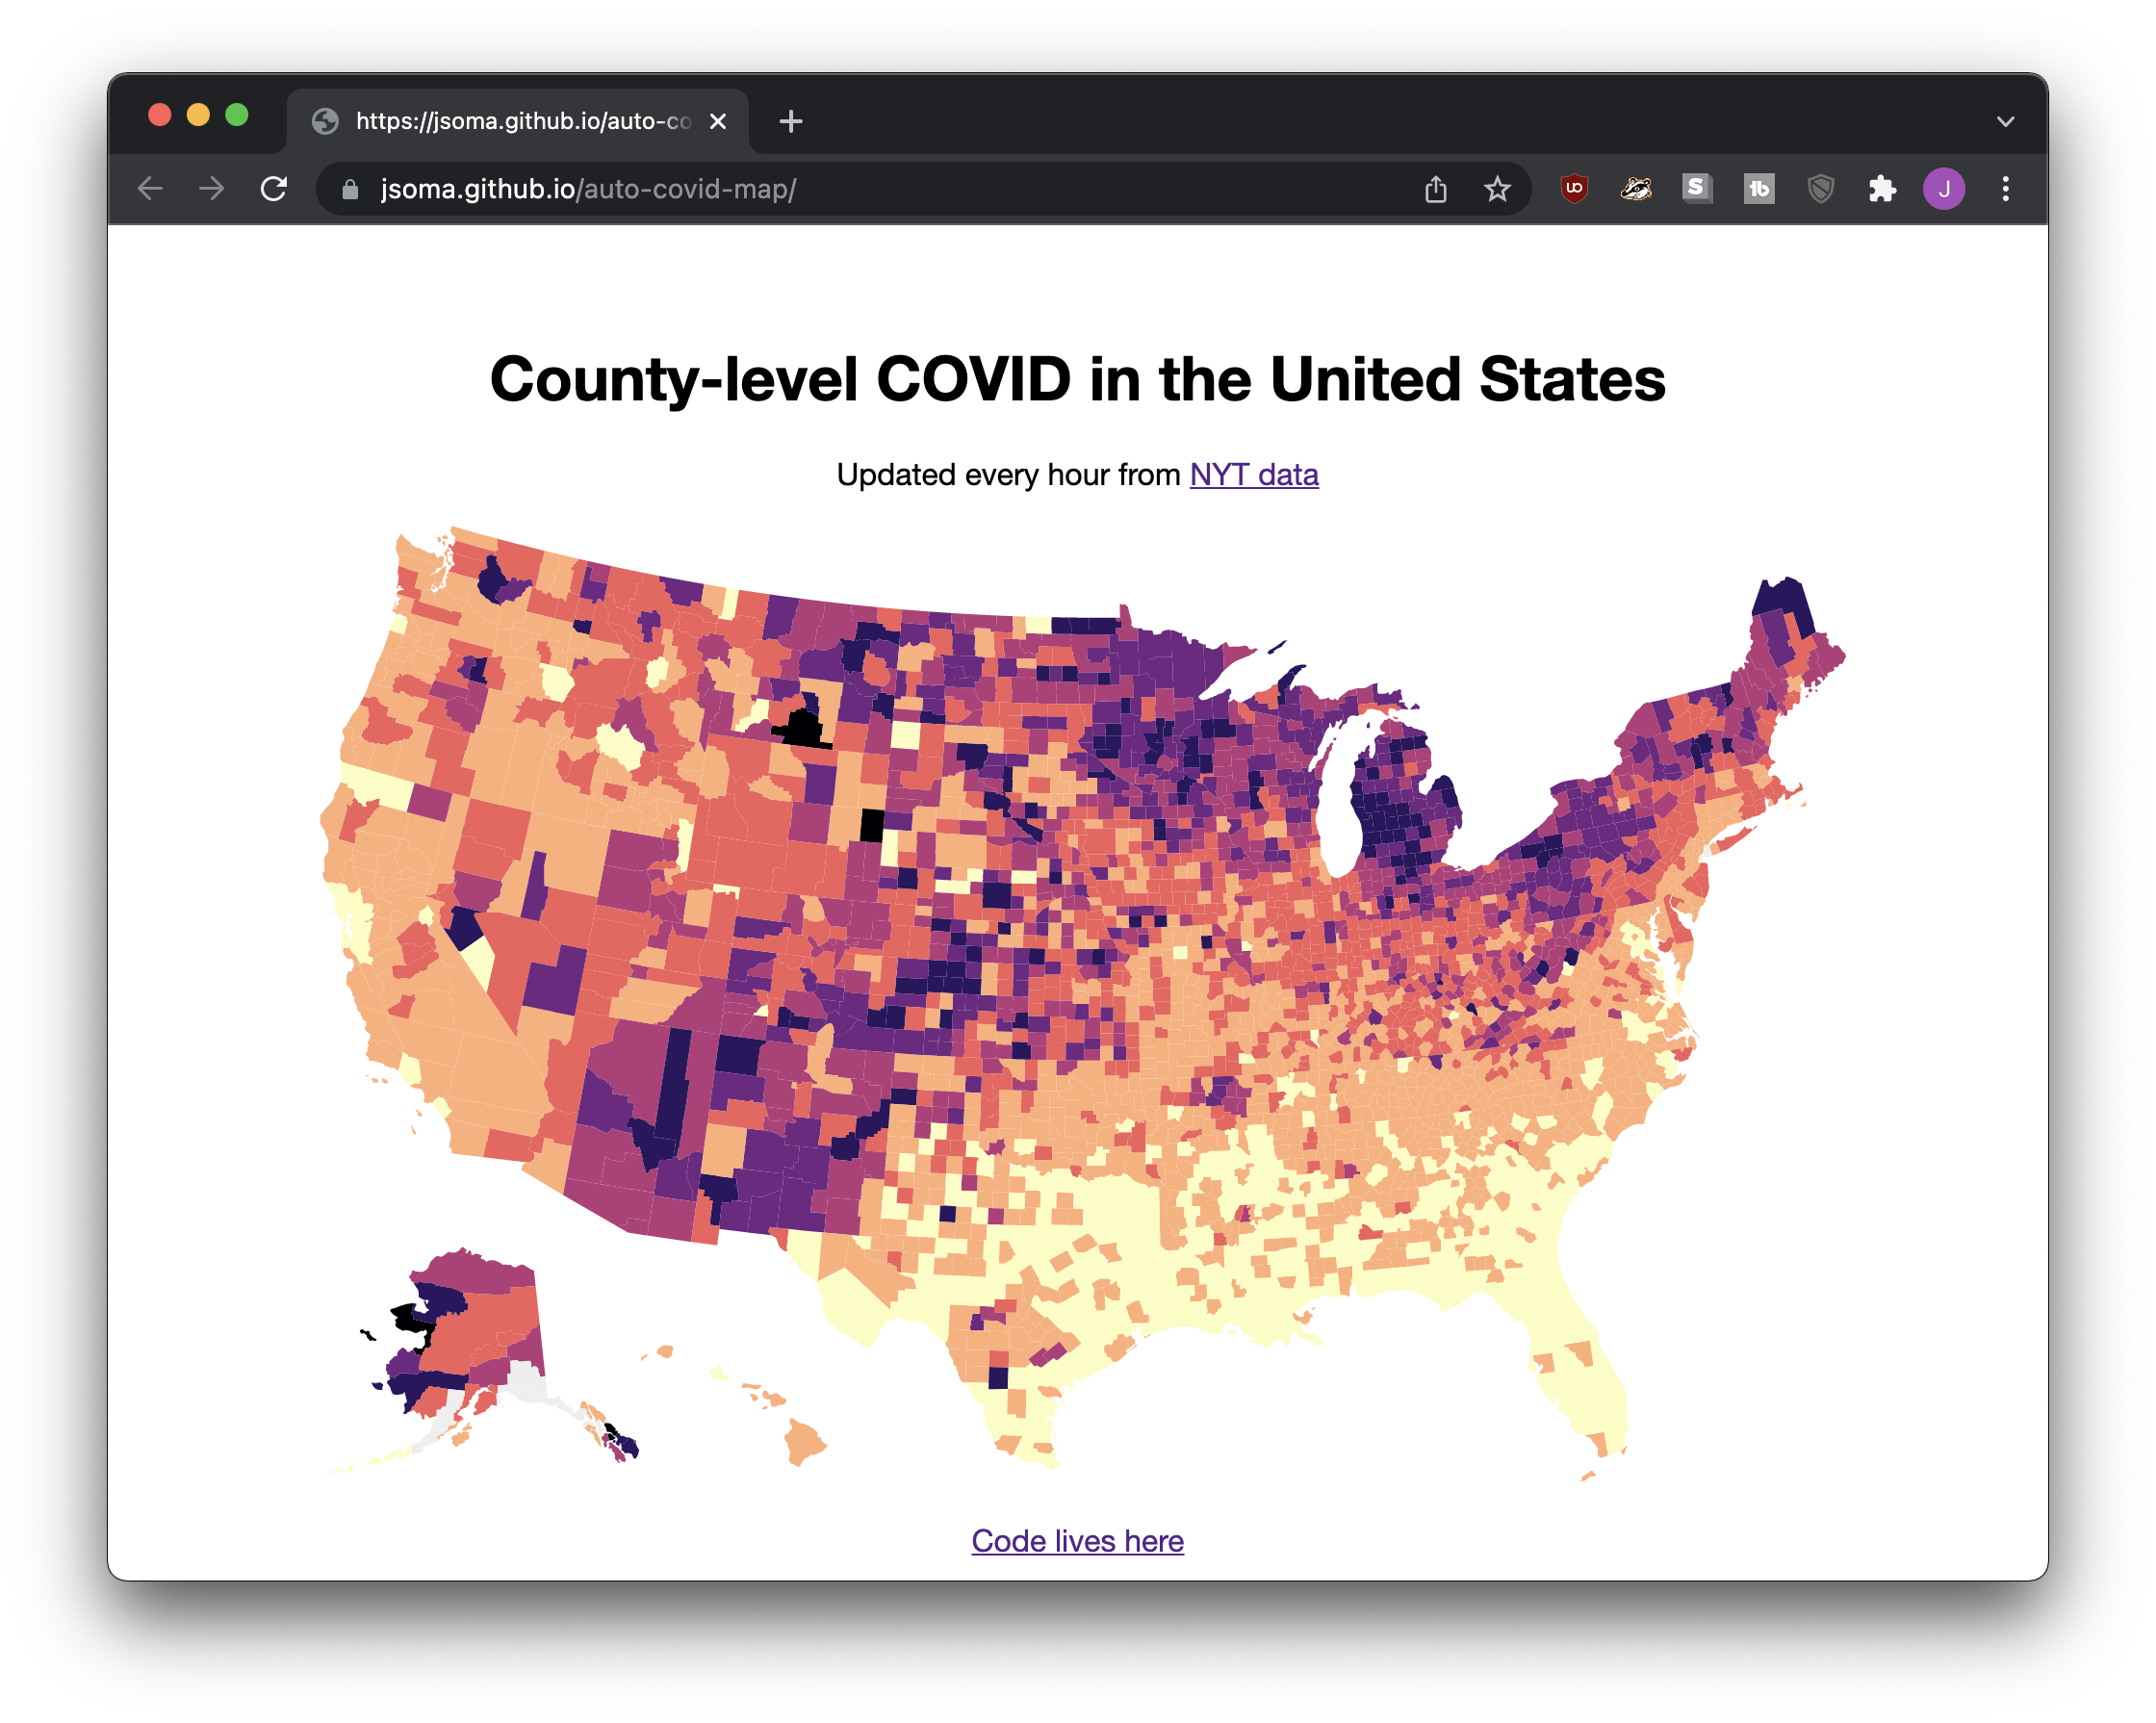 https://jsoma.github.io/auto-co
jsoma.github.io/auto-covid-map/
J
County-level COVID in the United States
Updated every hour from NYT data
Code lives here